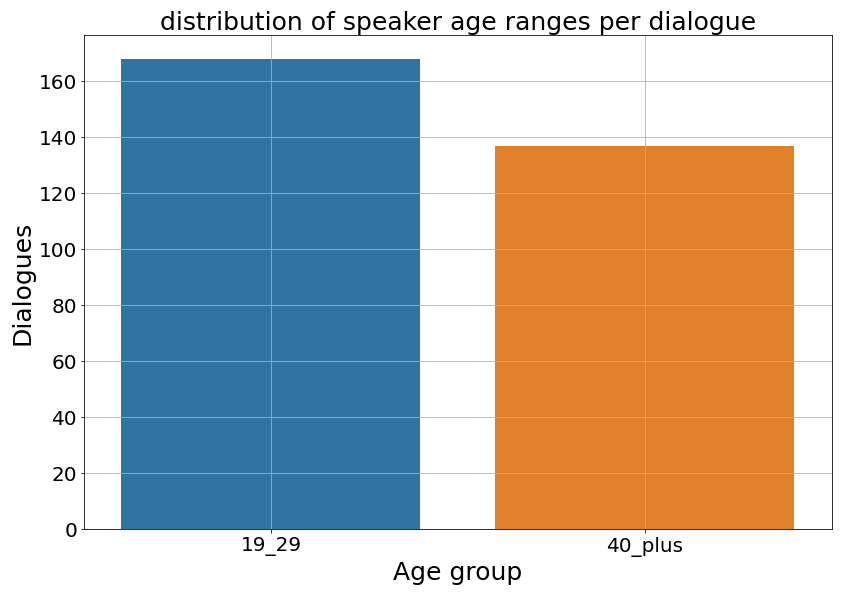 distribution of speaker age ranges per dialogue
160
140
120
100
80
60
40
20
0
Dialogues
19_29
40_plus
Age group